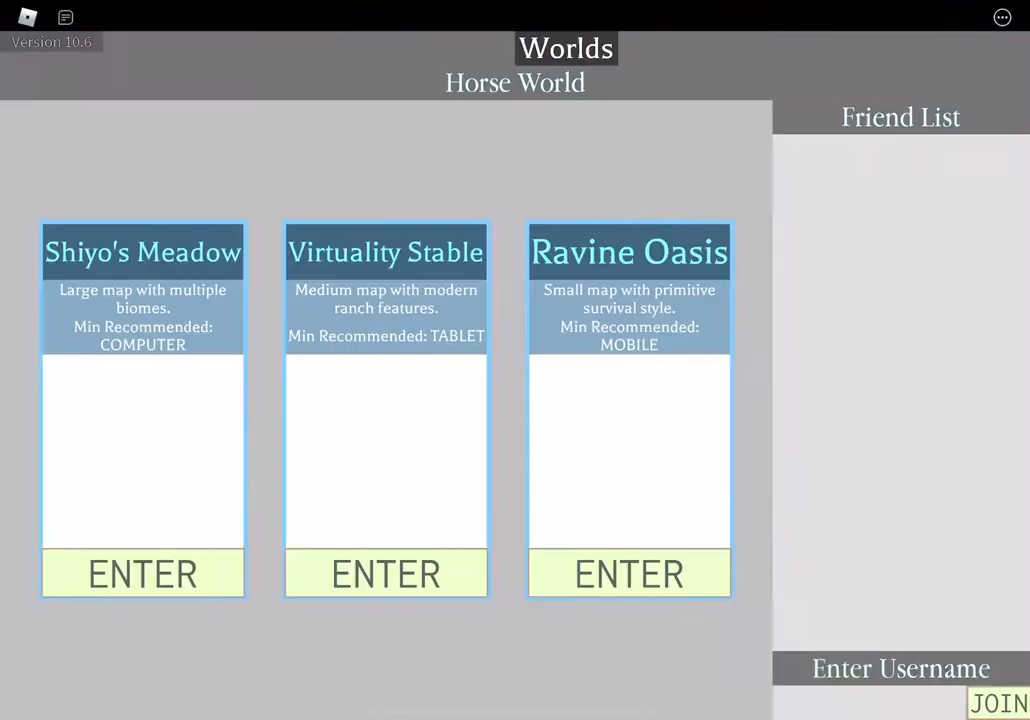 Version 10.6
Worlds
Horse World
Friend List
Shiyo's Meadow
Large map with multiple
biomes.
Min Recommended:
COMPUTER
ENTER
Virtuality Stable
Medium map with modern
ranch features.
Min Recommended: TABLET
ENTER
Ravine Oasis
Small map with primitive
survival style.
Min Recommended:
MOBILE
ENTER
Enter Username
JOIN